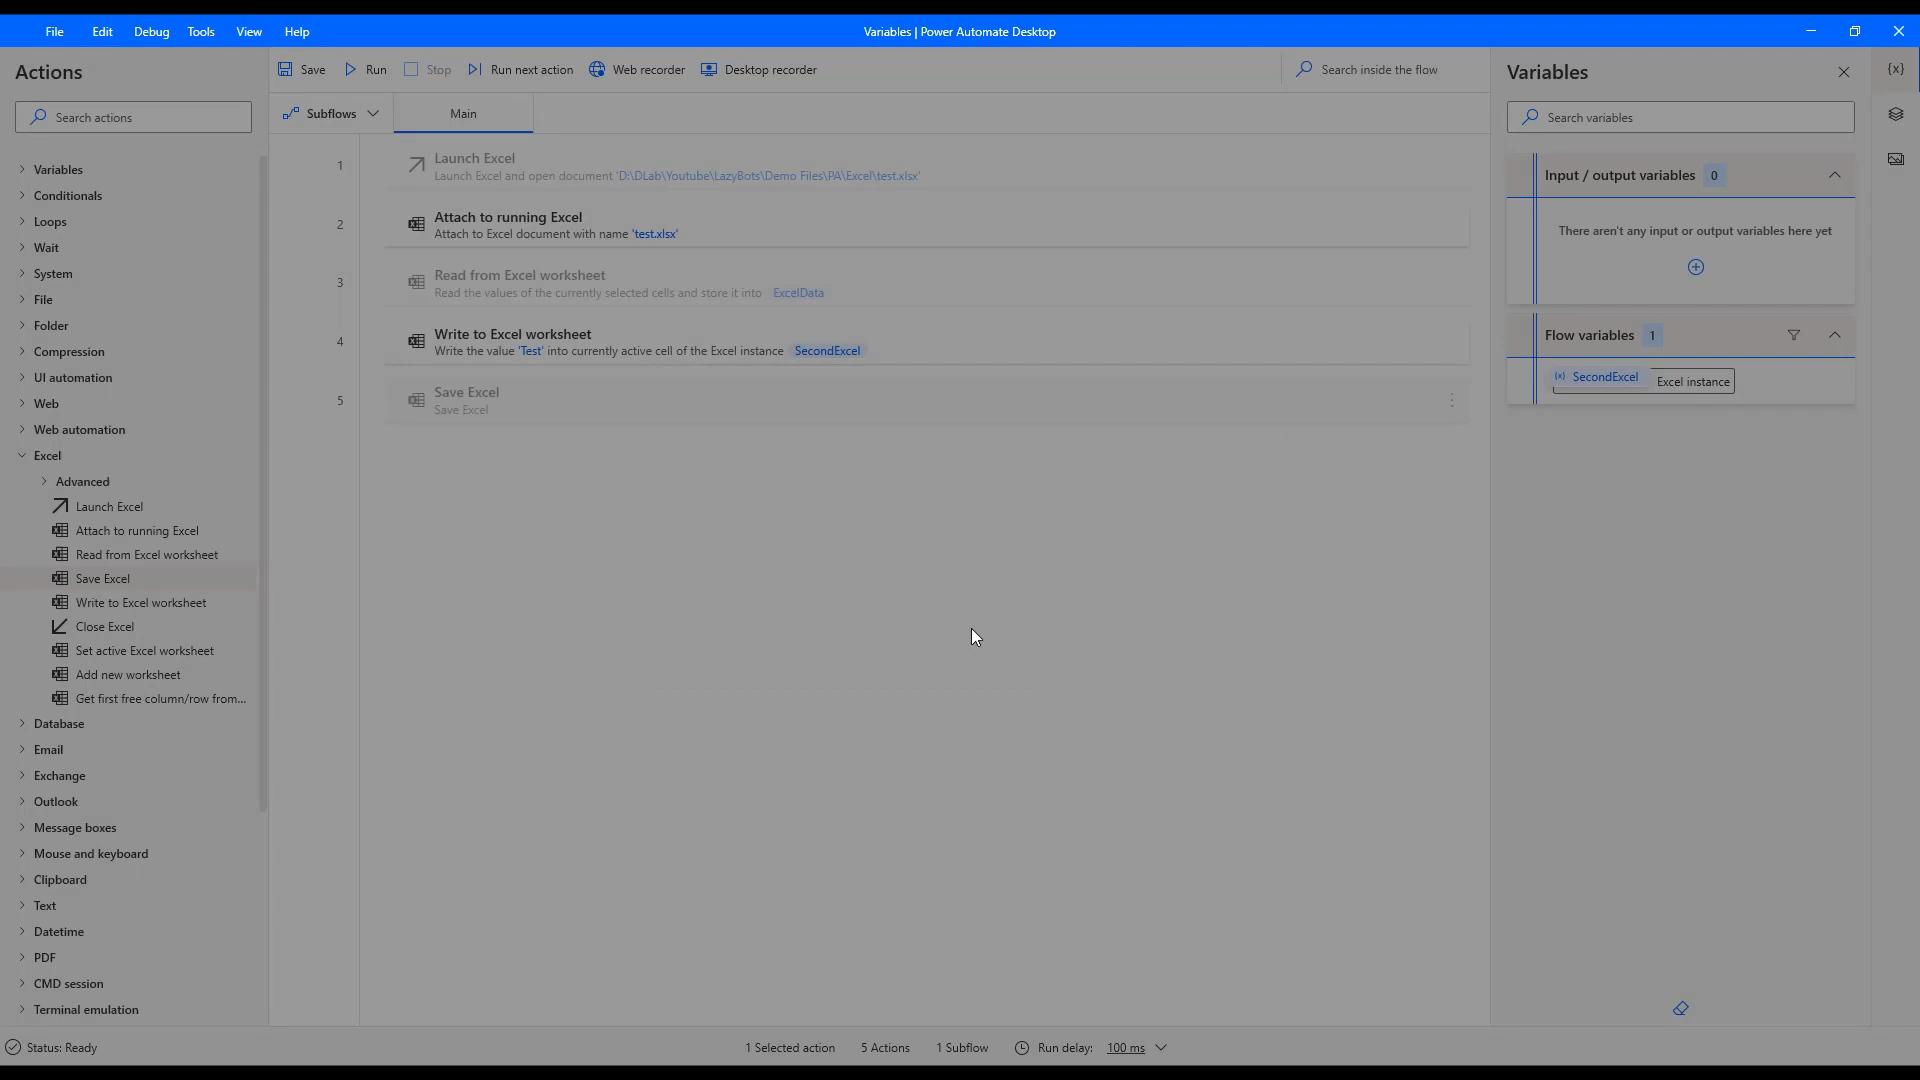 File Edit Debug Tools View Help
Variables | Power Automate Desktop
Actions
Search actions
Variables
Conditionals
Loops
Wait
System
File
Folder
Compression
UI automation
Web
Web automation
Excel
Advanced
Launch Excel
Attach to running Excel
Read from Excel worksheet
Save Excel
Write to Excel worksheet
Close Excel
Set active Excel worksheet
Add new worksheet
Get first free column/row from...
Database
Email
Exchange
Outlook
Message boxes
Mouse and keyboard
Clipboard
Text
Datetime
PDF
CMD session
Terminal emulation
Save Run Stop Run next action Web recorder Desktop recorder
Search inside the flow
Subflows Main
1 Launch Excel
Launch Excel and open document 'D:\DLab\Youtube\LazyBots\Demo Files\PA\Excel\test.xlsx'
2 Attach to running Excel
Attach to Excel document with name 'test.xlsx'
3 Read from Excel worksheet
Read the values of the currently selected cells and store it into ExcelData
4 Write to Excel worksheet
Write the value 'Test' into currently active cell of the Excel instance SecondExcel
5 Save Excel
Save Excel
Variables
{x}
Search variables
Input / output variables 0
There aren't any input or output variables here yet
Flow variables 1
(x) SecondExcel Excel instance
Status: Ready
1 Selected action 5 Actions 1 Subflow Run delay: 100 ms